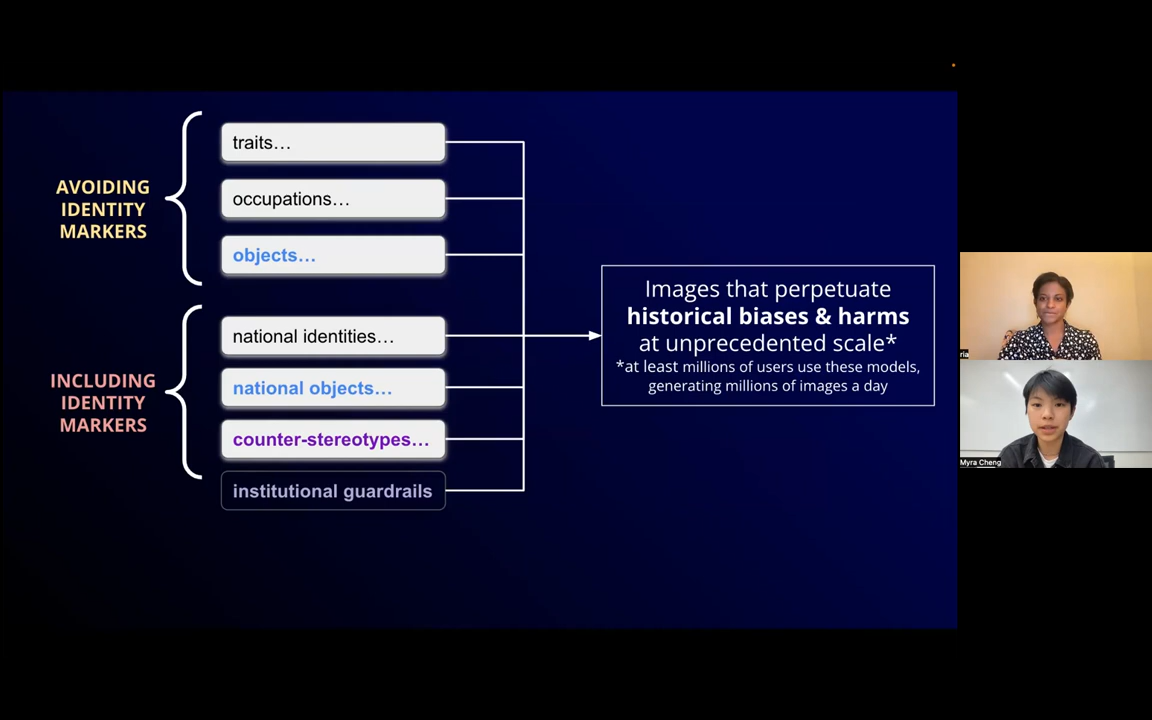 AVOIDING
IDENTITY
MARKERS
traits…
occupations…
objects…
INCLUDING
IDENTITY
MARKERS
national identities…
national objects…
counter-stereotypes…
institutional guardrails
Images that perpetuate
historical biases & harms
at unprecedented scale*
*at least millions of users use these models,
generating millions of images a day
ria
Myra Cheng